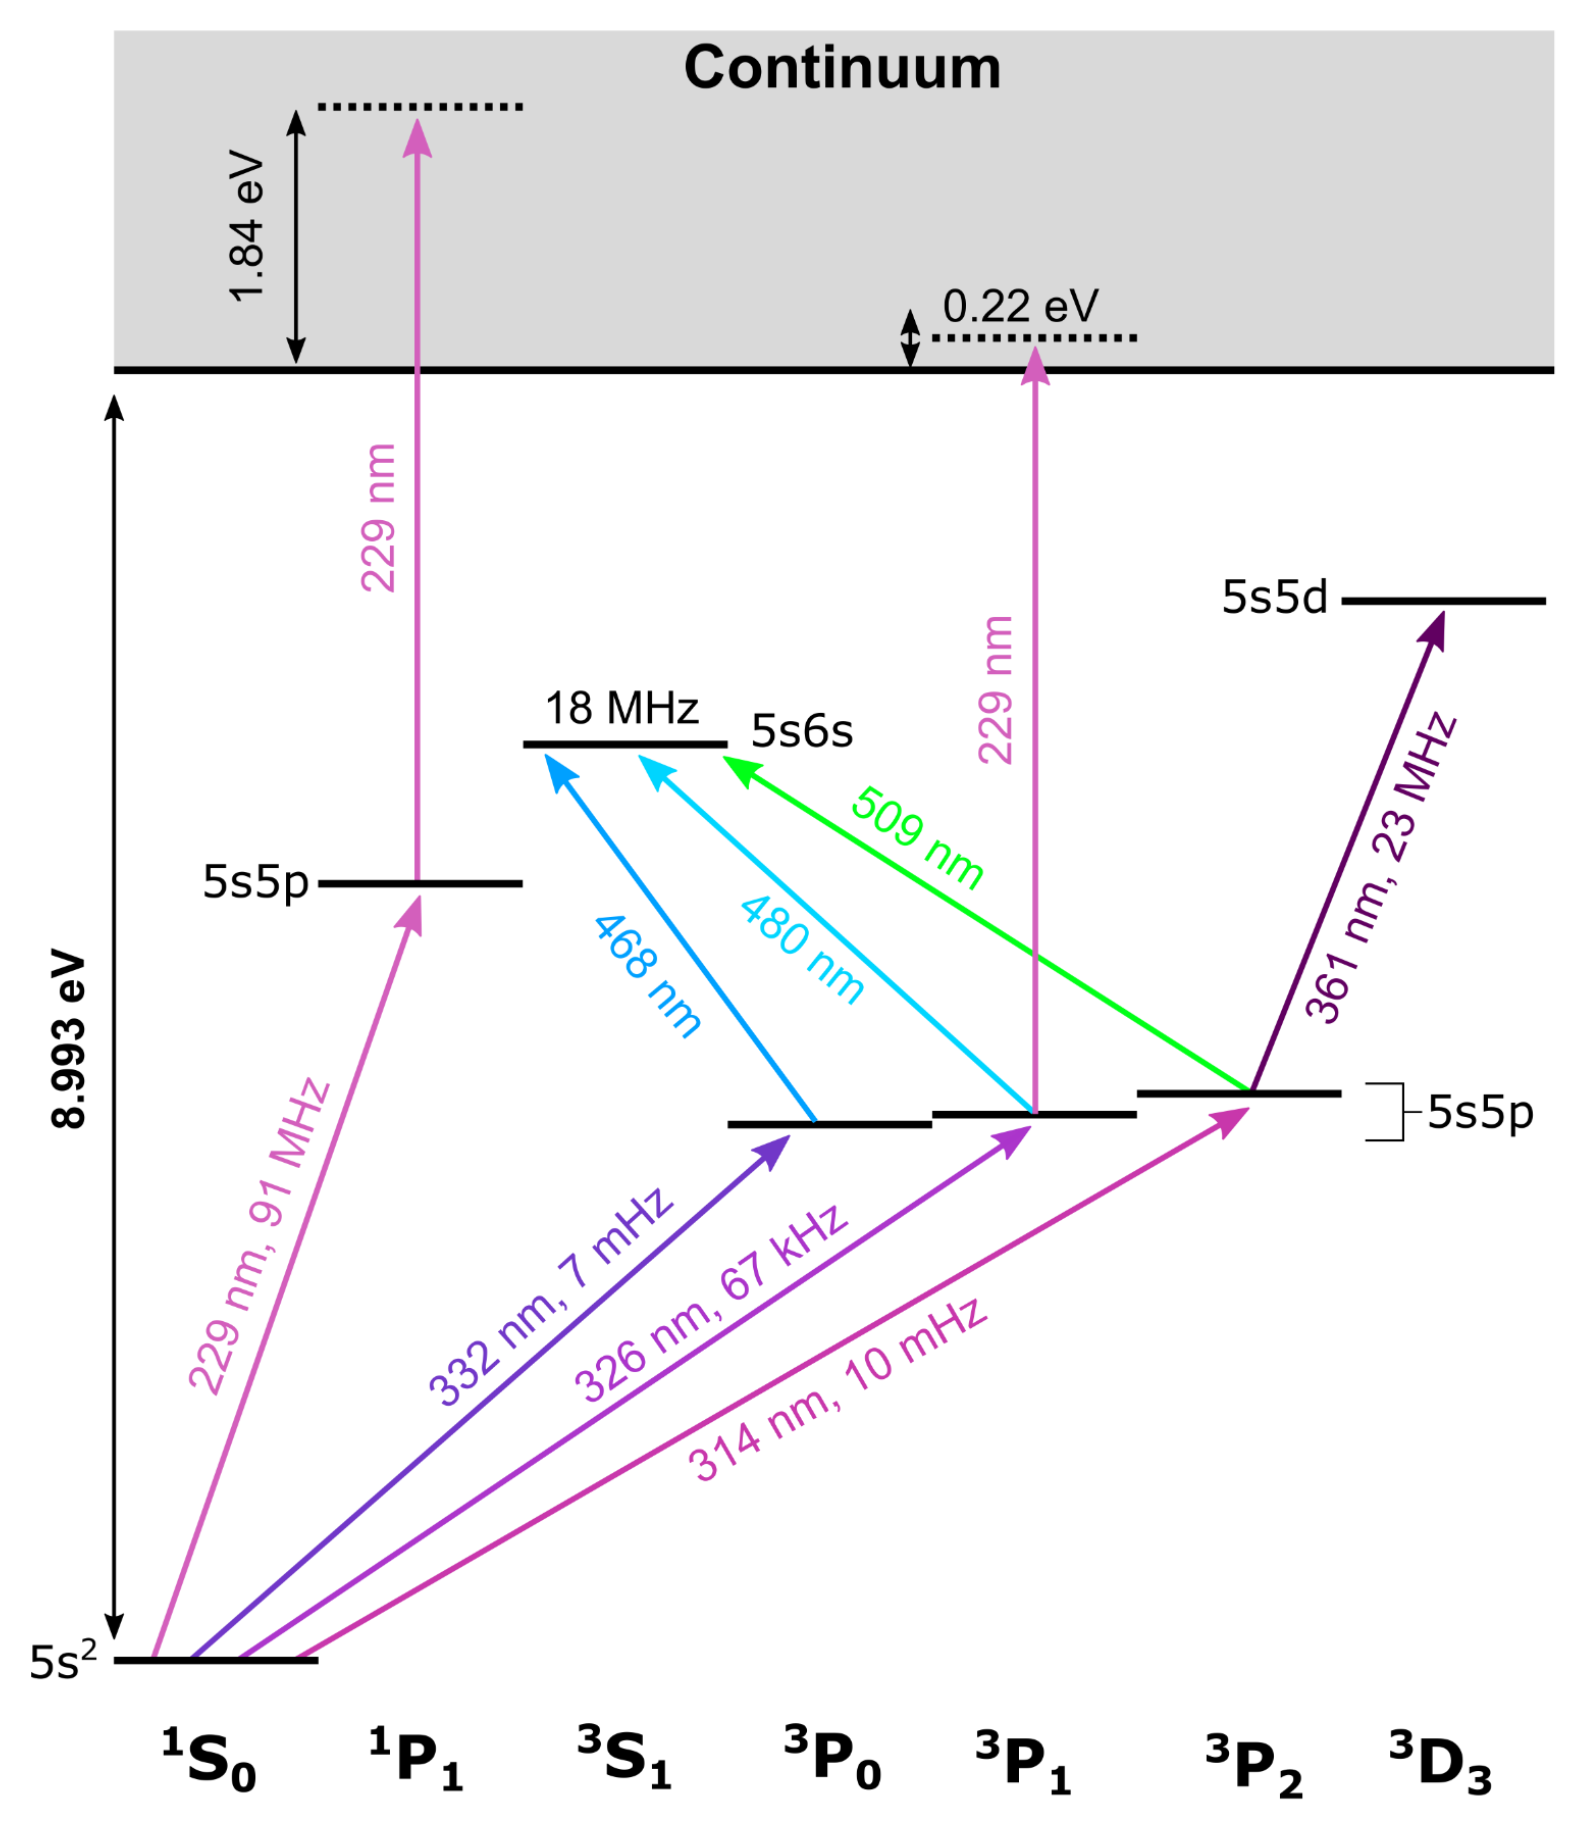 Continuum
1.84 eV
0.22 eV
229 nm
5s5d
229 nm
18 MHz
5s6s
509 nm
361 nm, 23 MHz
5s5p
480 nm
468 nm
8.993 eV
5s5p
229 nm, 91 MHz
332 nm, 7 mHz
326 nm, 67 kHz
314 nm, 10 mHz
5s²
¹S₀ ¹P₁ ³S₁ ³P₀ ³P₁ ³P₂ ³D₃